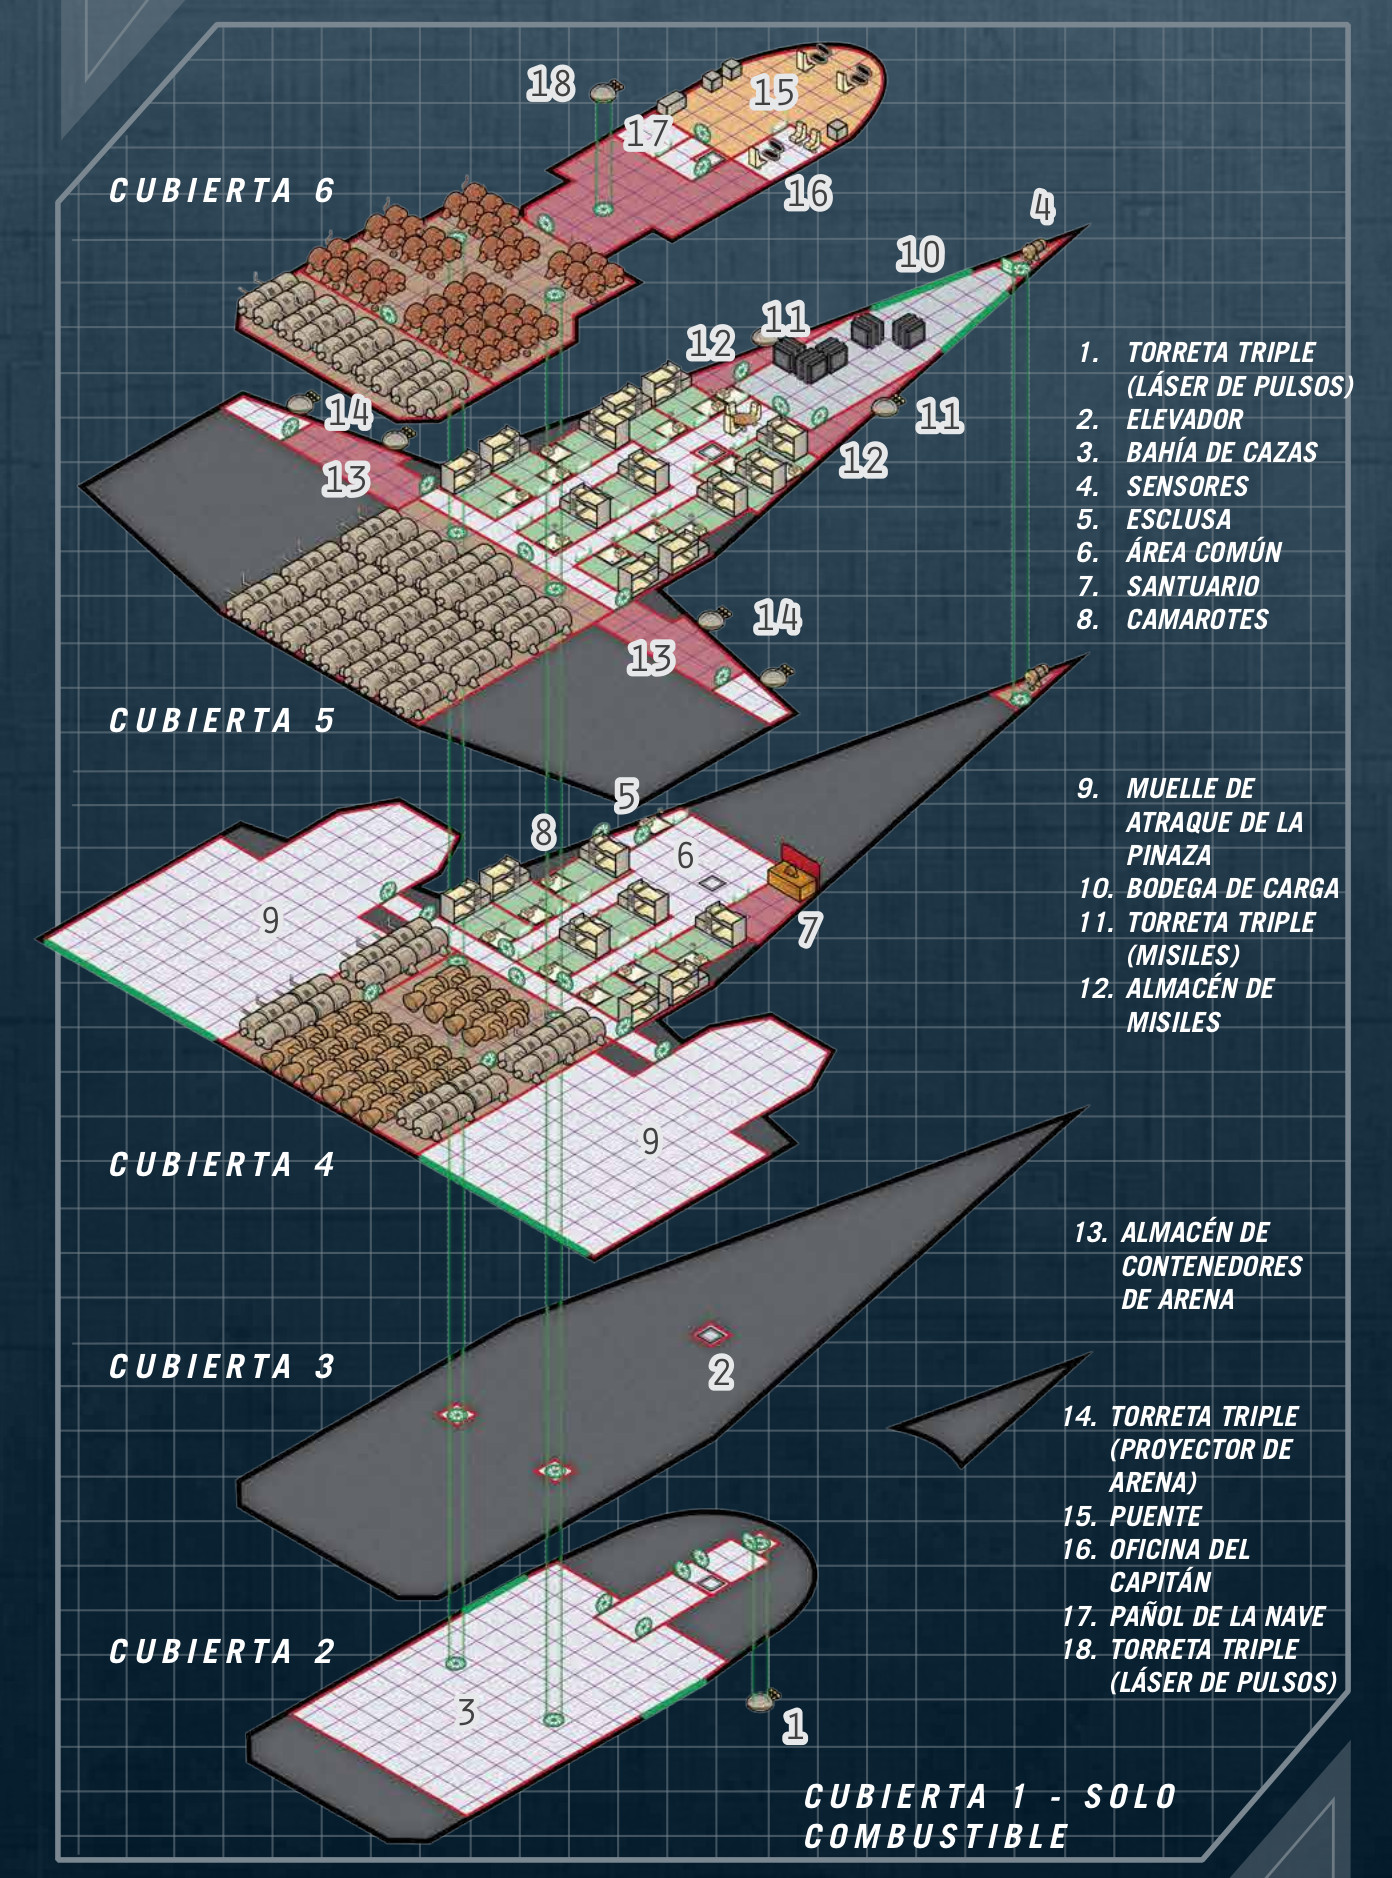 18
15
17
CUBIERTA 6
16
4
10
11
12
14
11
12
13
1. TORRETA TRIPLE
(LÁSER DE PULSOS)
2. ELEVADOR
3. BAHÍA DE CAZAS
4. SENSORES
5. ESCLUSA
6. ÁREA COMÚN
7. SANTUARIO
8. CAMAROTES
14
13
CUBIERTA 5
5
8
6
9
7
9. MUELLE DE
ATRAQUE DE LA
PINAZA
10. BODEGA DE CARGA
11. TORRETA TRIPLE
(MISILES)
12. ALMACÉN DE
MISILES
9
CUBIERTA 4
13. ALMACÉN DE
CONTENEDORES
DE ARENA
CUBIERTA 3
2
14. TORRETA TRIPLE
(PROYECTOR DE
ARENA)
15. PUENTE
16. OFICINA DEL
CAPITÁN
17. PAÑOL DE LA NAVE
18. TORRETA TRIPLE
(LÁSER DE PULSOS)
CUBIERTA 2
3
1
CUBIERTA 1 - SOLO
COMBUSTIBLE